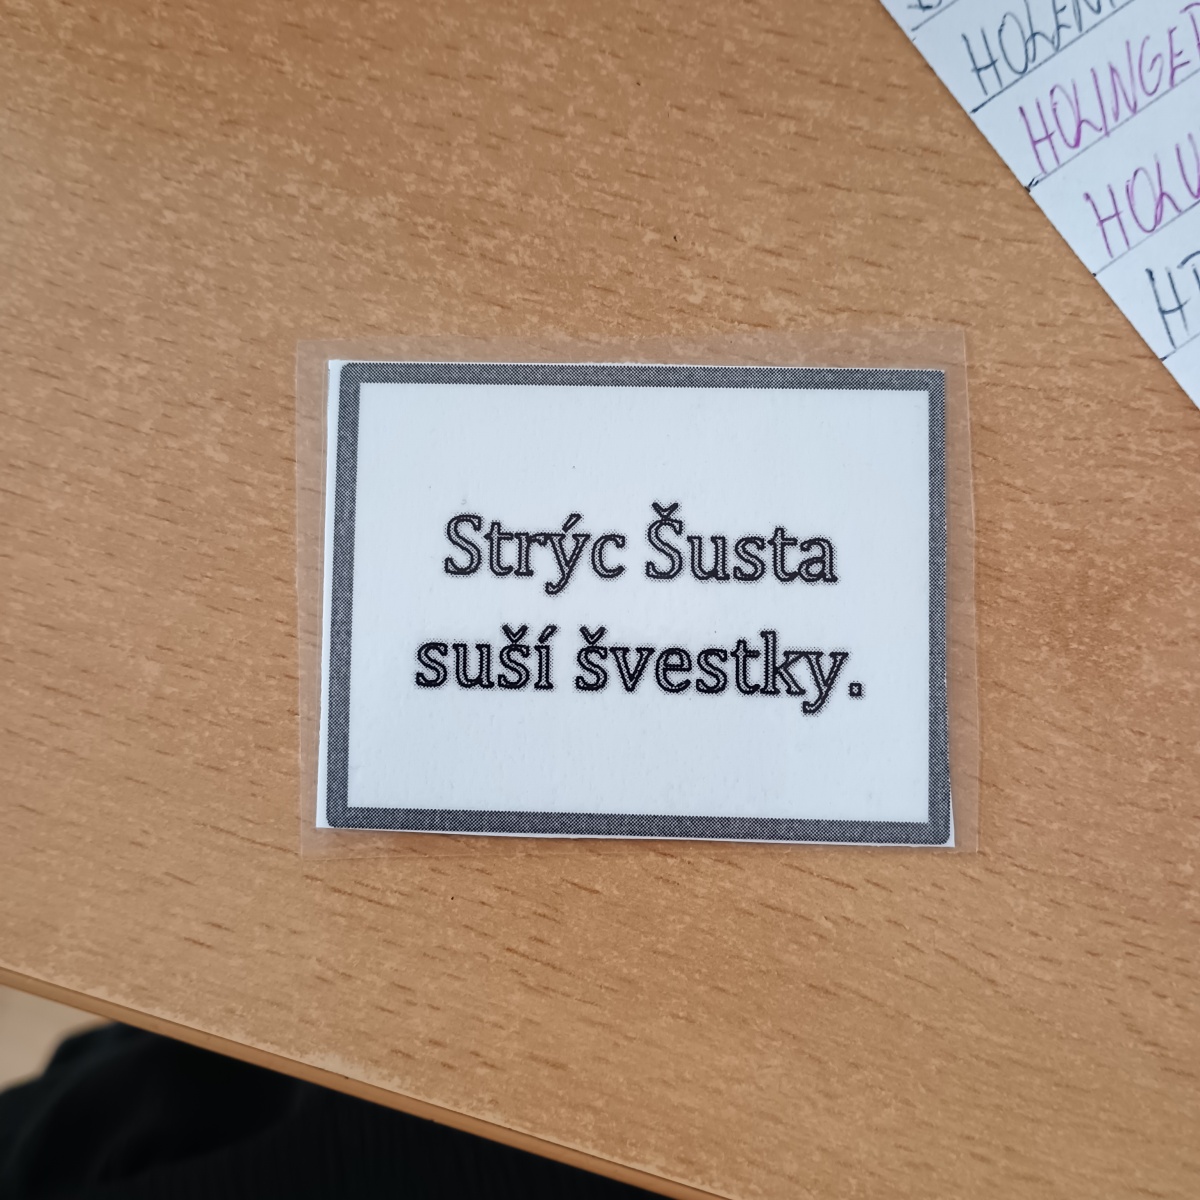 Strýc Šusta
suší švestky.